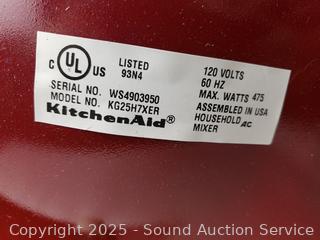 C UL US
LISTED
93N4
SERIAL NO. WS4903950
MODEL NO. KG25H7XER
KitchenAid®
120 VOLTS
60 HZ
MAX. WATTS 475
ASSEMBLED IN USA
HOUSEHOLD AC
MIXER
Copyright 2025 - Sound Auction Service